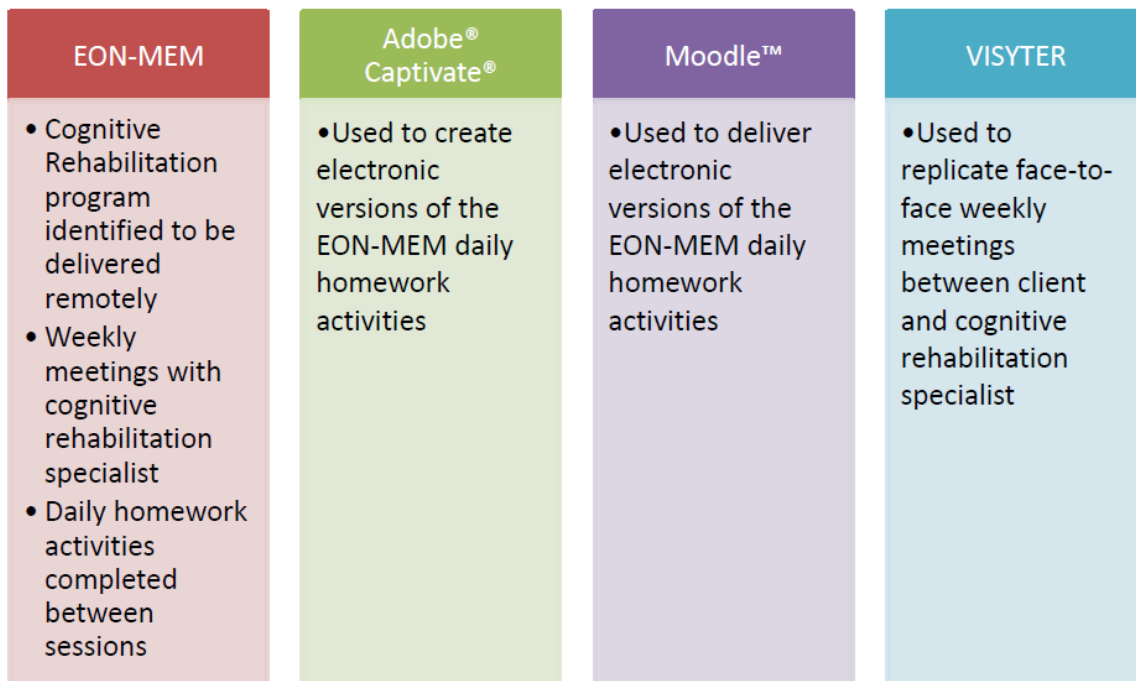 EON-MEM
• Cognitive
Rehabilitation
program
identified to be
delivered
remotely
• Weekly
meetings with
cognitive
rehabilitation
specialist
• Daily homework
activities
completed
between
sessions
Adobe®
Captivate®
•Used to create
electronic
versions of the
EON-MEM daily
homework
activities
Moodle™
•Used to deliver
electronic
versions of the
EON-MEM daily
homework
activities
VISYTER
•Used to
replicate face-to-
face weekly
meetings
between client
and cognitive
rehabilitation
specialist